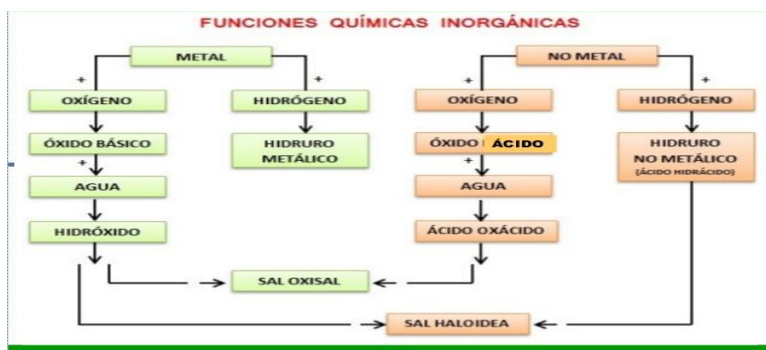 FUNCIONES QUÍMICAS INORGÁNICAS
METAL
NO METAL
+
+
+
+
OXÍGENO
HIDRÓGENO
OXÍGENO
HIDRÓGENO
ÓXIDO BÁSICO
HIDRURO
METÁLICO
ÓXIDO ÁCIDO
HIDRURO
NO METÁLICO
(ÁCIDO HIDRÁCIDO)
+
+
AGUA
AGUA
HIDRÓXIDO
ÁCIDO OXÁCIDO
SAL OXISAL
SAL HALOIDEA